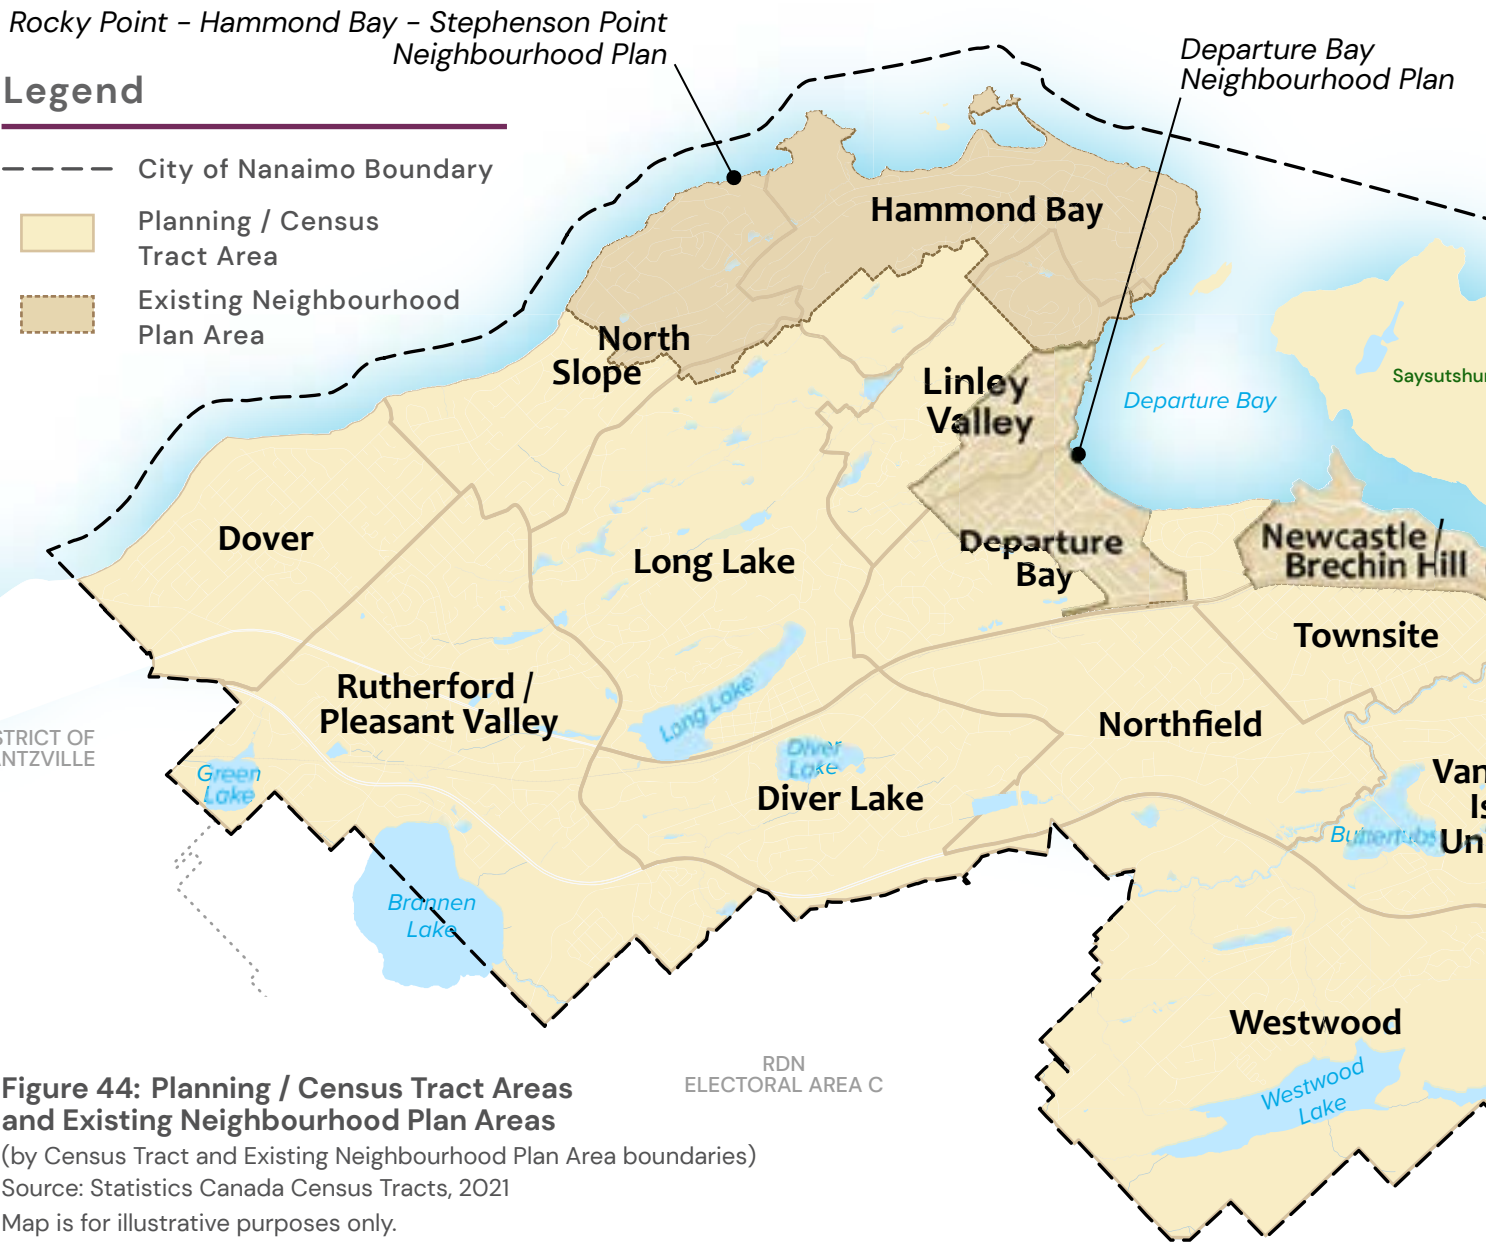 Rocky Point - Hammond Bay - Stephenson Point
Neighbourhood Plan
Departure Bay
Neighbourhood Plan
Legend
City of Nanaimo Boundary
Planning / Census
Tract Area
Existing Neighbourhood
Plan Area
Hammond Bay
North
Slope
Linley
Valley
Departure Bay
Saysutshu
Dover
Long Lake
Departure
Bay
Newcastle /
Brechin Hill
Townsite
Rutherford /
Pleasant Valley
Long Lake
Northfield
STRICT OF
NTZVILLE
Green
Lake
Diver
Lake
Diver Lake
Van
Is
Un
Buttertubs
Brannen
Lake
Westwood
Westwood
Lake
RDN
ELECTORAL AREA C
Figure 44: Planning / Census Tract Areas
and Existing Neighbourhood Plan Areas
(by Census Tract and Existing Neighbourhood Plan Area boundaries)
Source: Statistics Canada Census Tracts, 2021
Map is for illustrative purposes only.